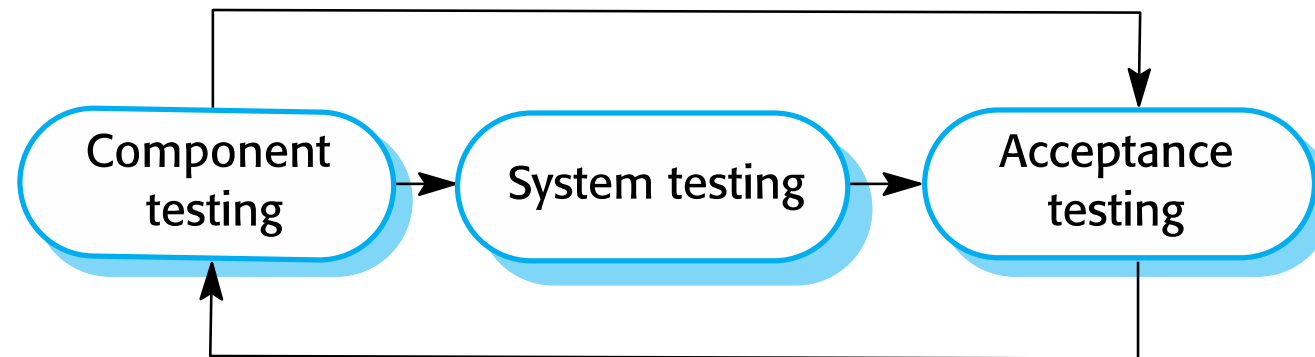 Component
testing
System testing
Acceptance
testing